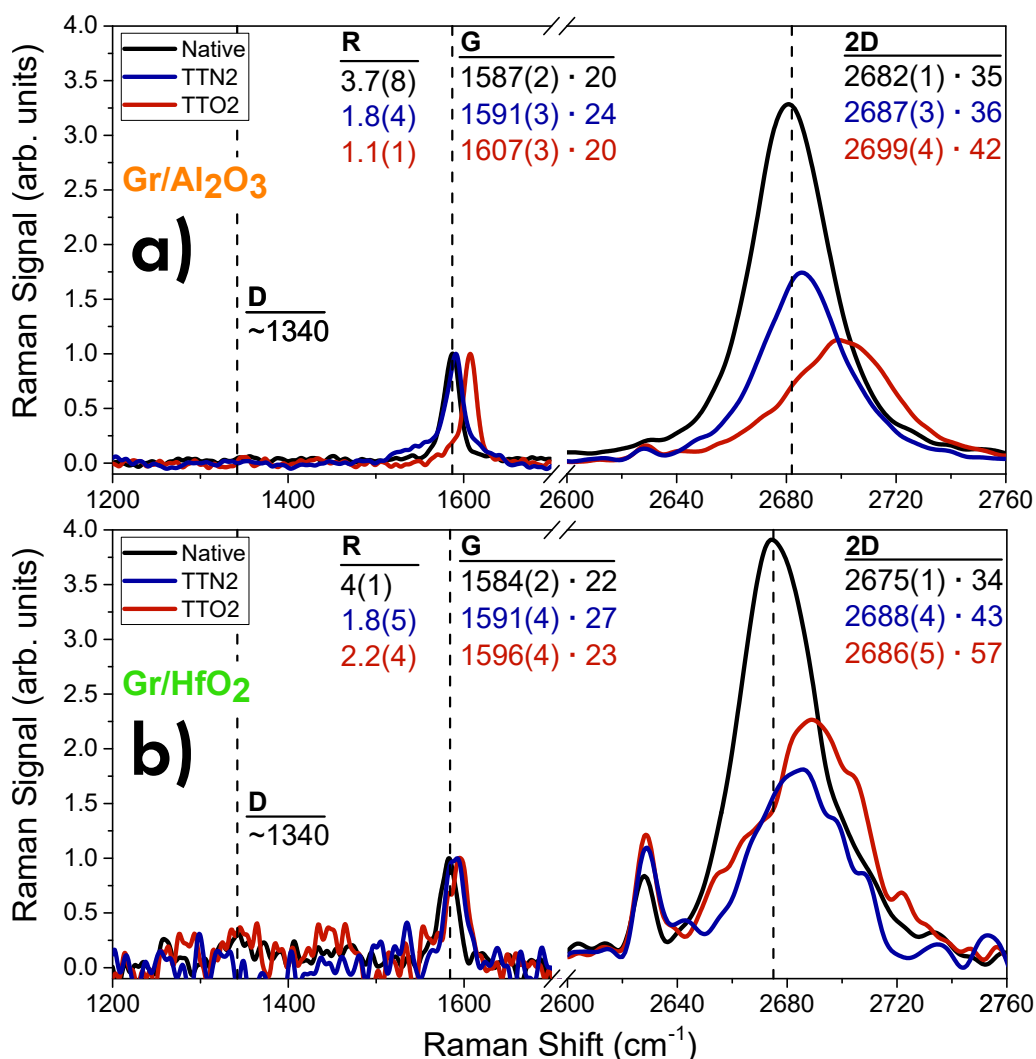 4.0
3.5
3.0
2.5
2.0
1.5
1.0
0.5
0.0
Raman Signal (arb. units)
Native
TTN2
TTO2
R
3.7(8)
1.8(4)
1.1(1)
G
1587(2) · 20
1591(3) · 24
1607(3) · 20
2D
2682(1) · 35
2687(3) · 36
2699(4) · 42
Gr/Al₂O₃
a)
D
~1340
1200 1400 1600 2600 2640 2680 2720 2760
4.0
3.5
3.0
2.5
2.0
1.5
1.0
0.5
0.0
Raman Signal (arb. units)
Native
TTN2
TTO2
R
4(1)
1.8(5)
2.2(4)
G
1584(2) · 22
1591(4) · 27
1596(4) · 23
2D
2675(1) · 34
2688(4) · 43
2686(5) · 57
Gr/HfO₂
b)
D
~1340
1200 1400 1600 2600 2640 2680 2720 2760
Raman Shift (cm⁻¹)